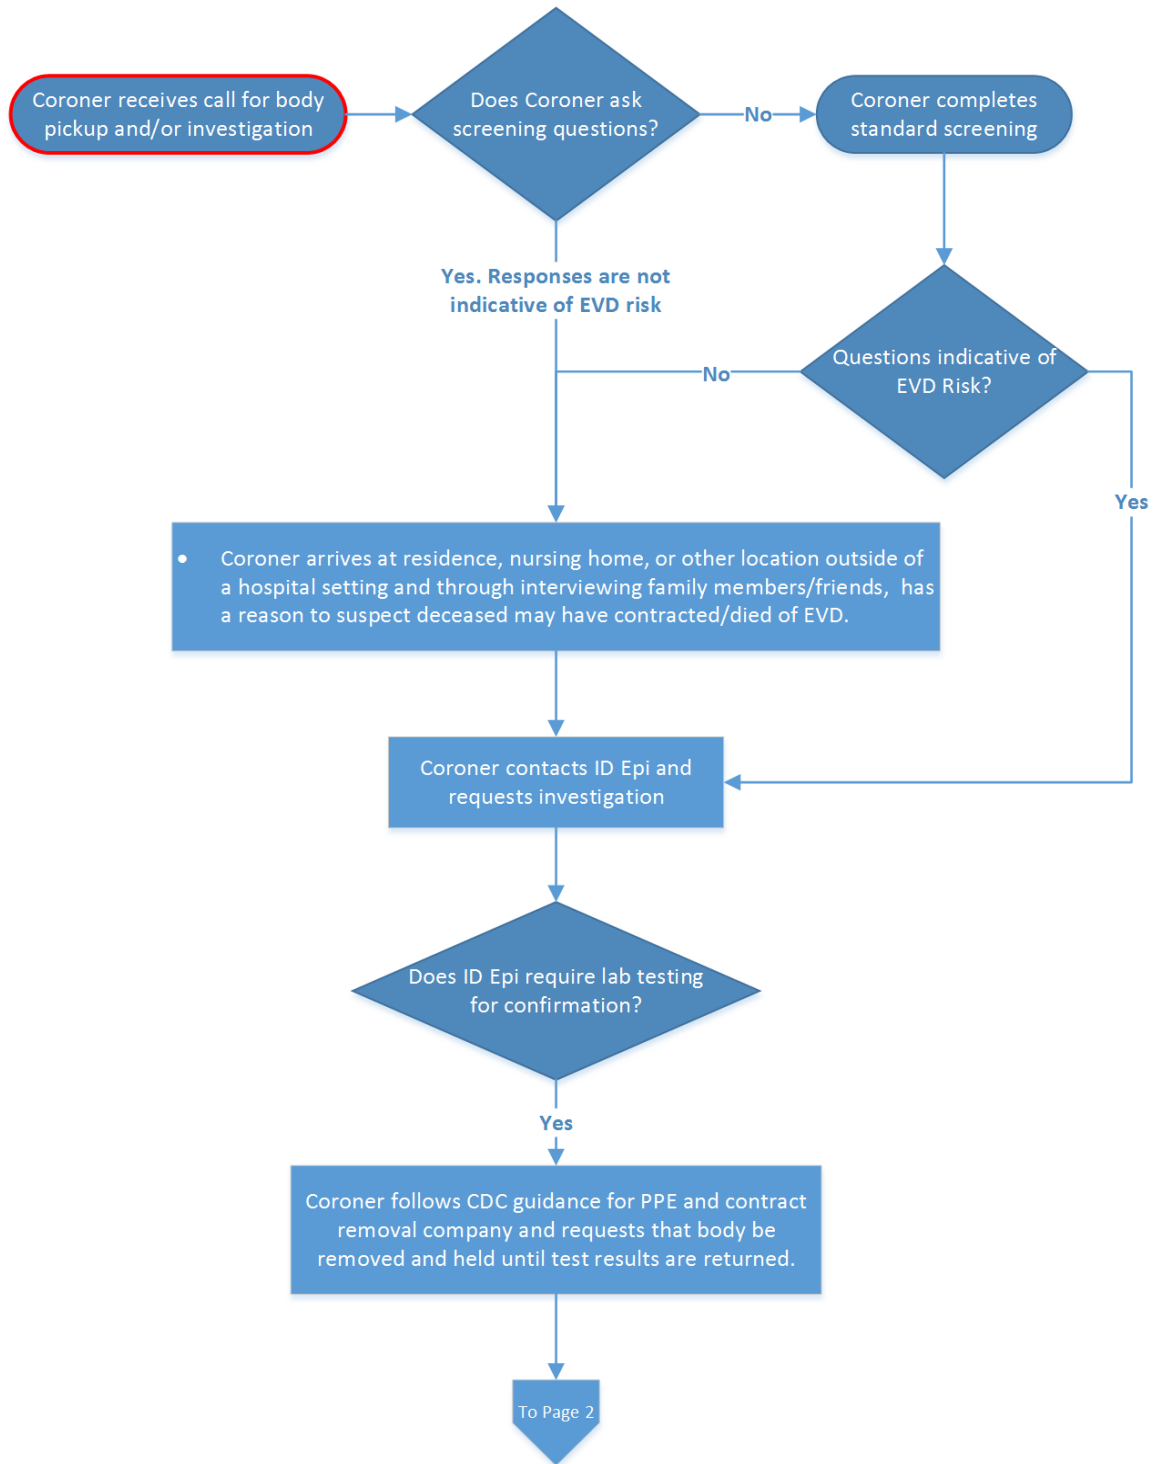 Coroner receives call for body
pickup and/or investigation
Does Coroner ask
screening questions?
No
Coroner completes
standard screening
Yes. Responses are not
indicative of EVD risk
Questions indicative of
EVD Risk?
No
Yes
• Coroner arrives at residence, nursing home, or other location outside of
a hospital setting and through interviewing family members/friends, has
a reason to suspect deceased may have contracted/died of EVD.
Coroner contacts ID Epi and
requests investigation
Does ID Epi require lab testing
for confirmation?
Yes
Coroner follows CDC guidance for PPE and contract
removal company and requests that body be
removed and held until test results are returned.
To Page 2